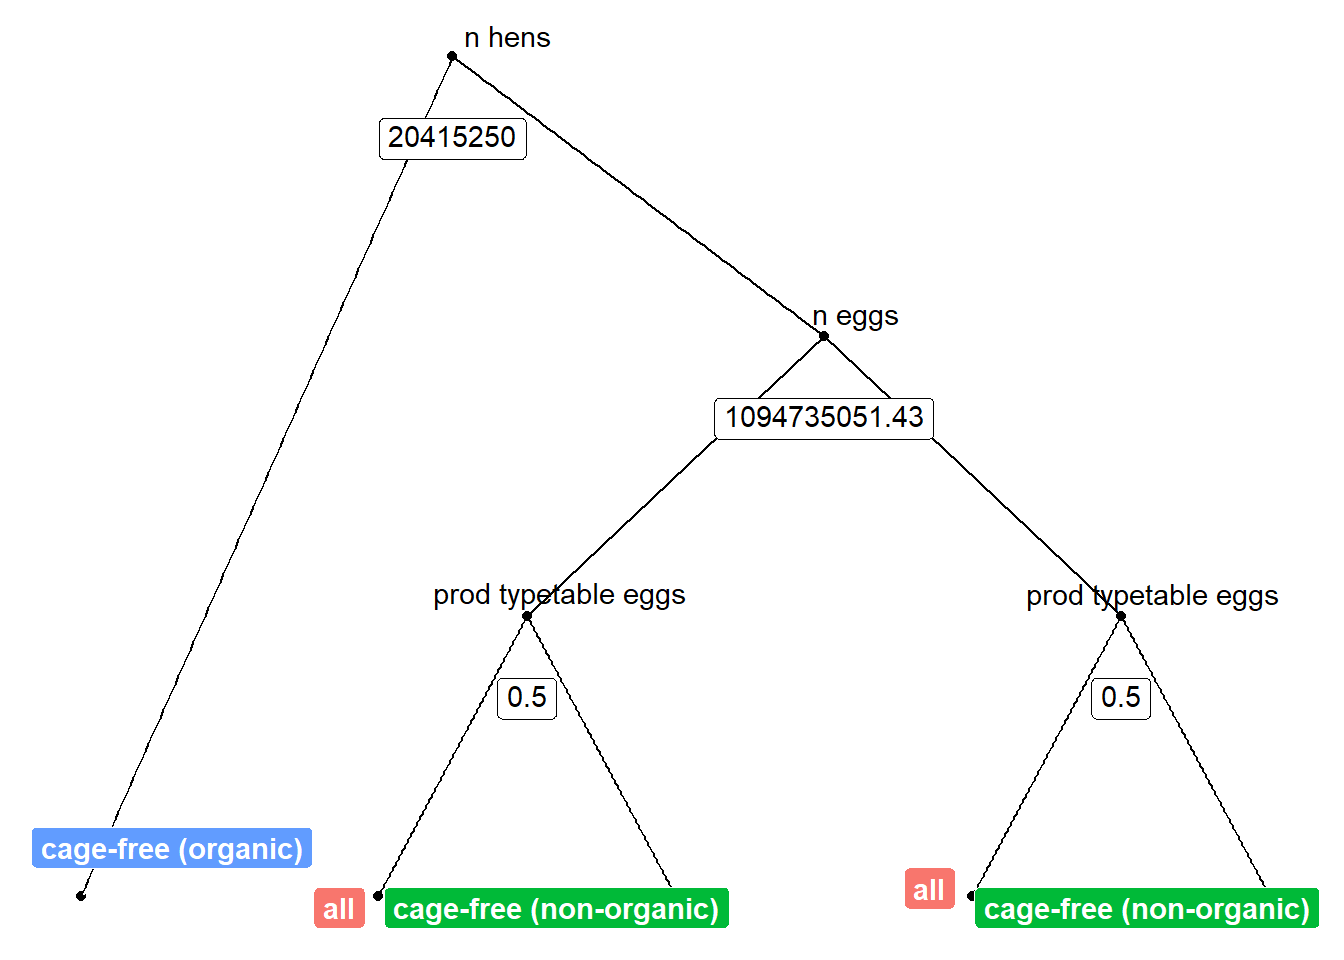 n hens
20415250
n eggs
1094735051.43
prod typetable eggs
prod typetable eggs
0.5
0.5
cage-free (organic)
all
cage-free (non-organic)
all
cage-free (non-organic)